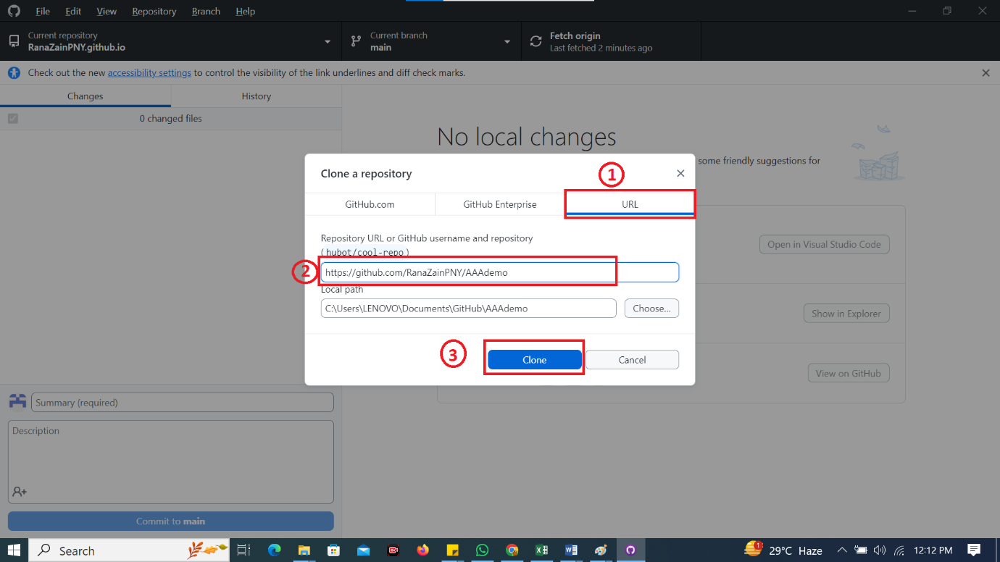 File Edit View Repository Branch Help
Current repository
RanaZainPNY.github.io
Current branch
main
Fetch origin
Last fetched 2 minutes ago
Check out the new accessibility settings to control the visibility of the link underlines and diff check marks.
Changes
History
0 changed files
No local changes
some friendly suggestions for
Clone a repository
1
GitHub.com
GitHub Enterprise
URL
Repository URL or GitHub username and repository
(hubot/cool-repo)
2
https://github.com/RanaZainPNY/AAAdemo
Local path
C:\Users\LENOVO\Documents\GitHub\AAAdemo
Choose...
3
Clone
Cancel
Open in Visual Studio Code
Show in Explorer
View on GitHub
Summary (required)
Description
Commit to main
Search
1
29°C Haze
12:12 PM